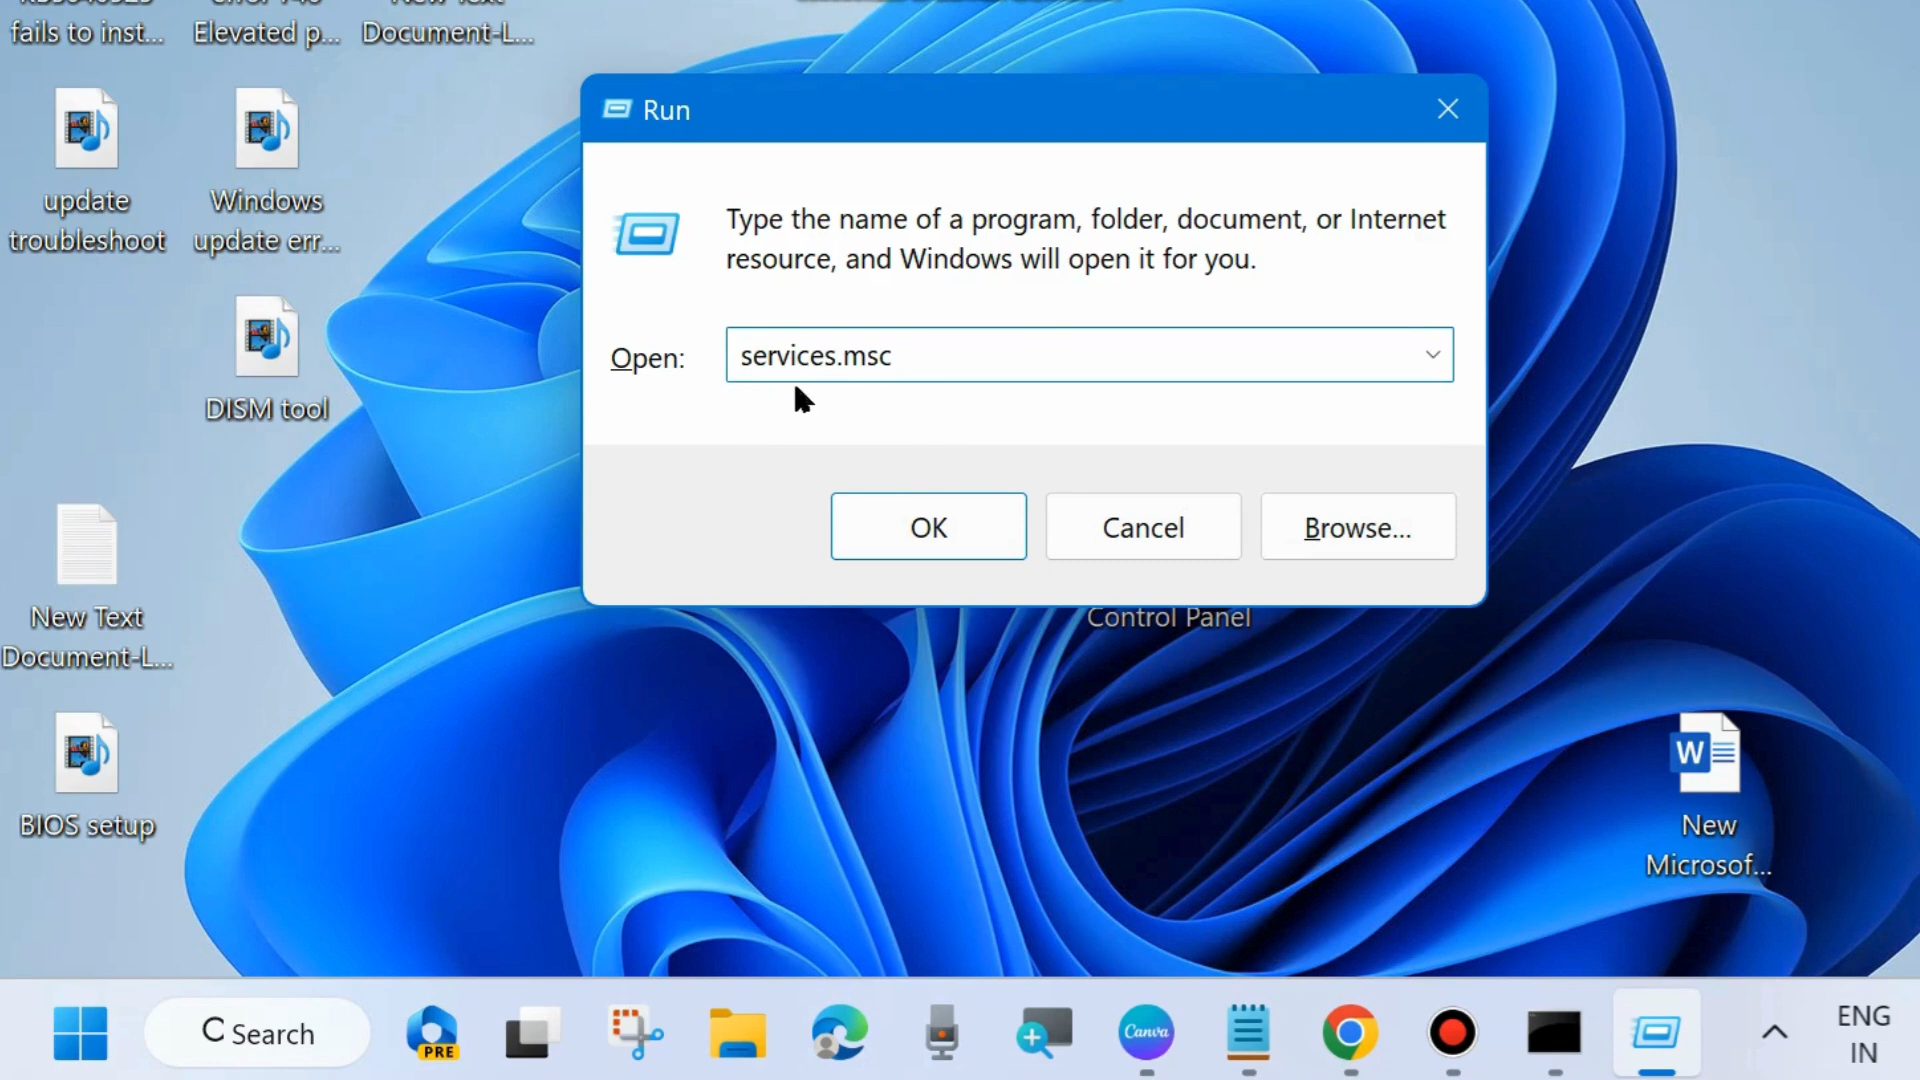 fails to inst...
Elevated p...
Document-L...
update
troubleshoot
Windows
update err...
DISM tool
New Text
Document-L...
BIOS setup
Run
Type the name of a program, folder, document, or Internet
resource, and Windows will open it for you.
Open:
services.msc
OK
Cancel
Browse...
Control Panel
W
New
Microsof...
Search
PRE
Canva
ENG
IN